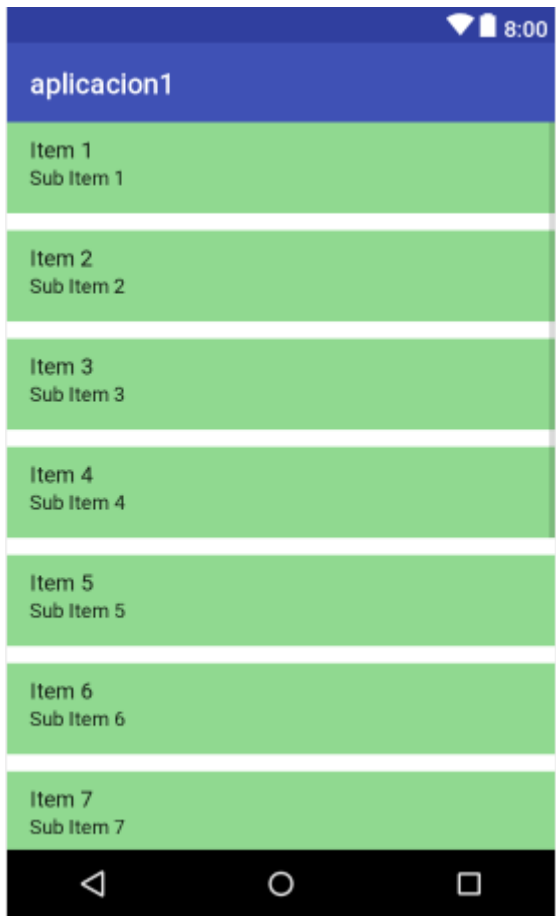 8:00
aplicacion1
Item 1
Sub Item 1
Item 2
Sub Item 2
Item 3
Sub Item 3
Item 4
Sub Item 4
Item 5
Sub Item 5
Item 6
Sub Item 6
Item 7
Sub Item 7